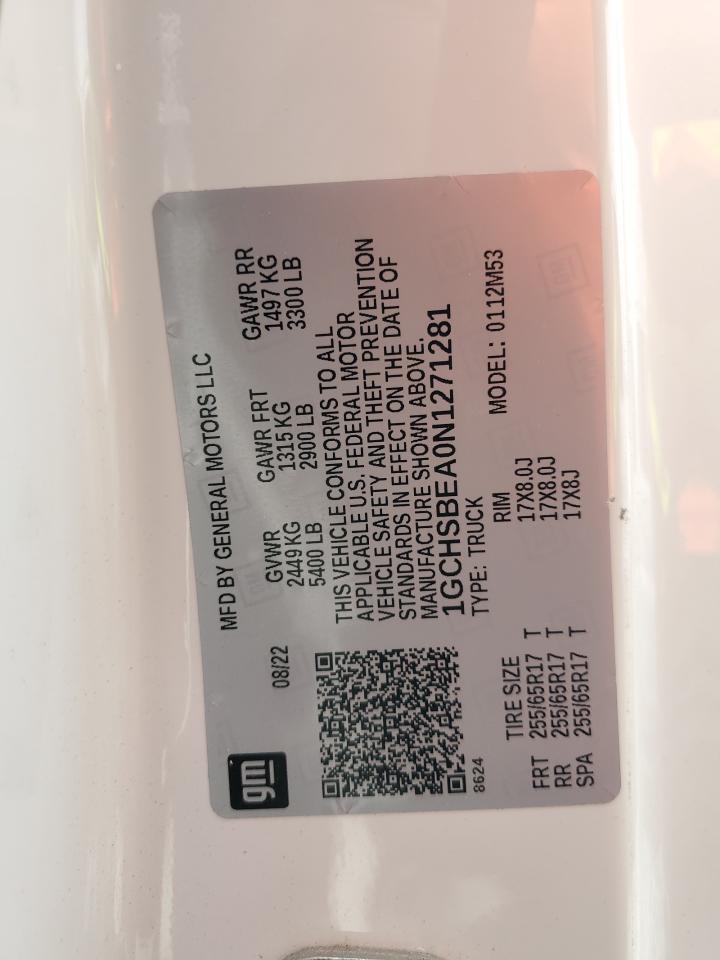 gm
MFD BY GENERAL MOTORS LLC
08/22
GVWR GAWR FRT GAWR RR
2449 KG 1315 KG 1497 KG
5400 LB 2900 LB 3300 LB
THIS VEHICLE CONFORMS TO ALL
APPLICABLE U.S. FEDERAL MOTOR
VEHICLE SAFETY AND THEFT PREVENTION
STANDARDS IN EFFECT ON THE DATE OF
MANUFACTURE SHOWN ABOVE.
1GCHSBEA0N1271281
8624
TYPE: TRUCK MODEL: 0112M53
TIRE SIZE RIM
FRT 255/65R17 T 17X8.0J
RR 255/65R17 T 17X8.0J
SPA 255/65R17 T 17X8J